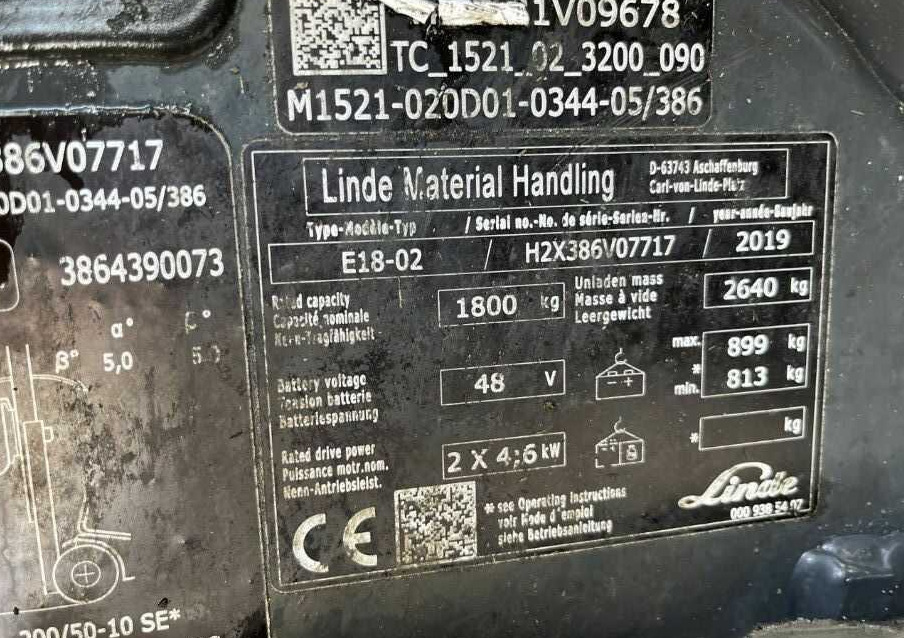 1V09678
TC_1521_02_3200_090
M1521-020D01-0344-05/386
386V07717
0D01-0344-05/386
3864390073
α° 
β° 5,0 5,0
200/50-10 SE*
Linde Material Handling
D-63743 Aschaffenburg
Carl-von-Linde-Platz
Type-Modèle-Typ / Serial no.-No. de série-Serien-Nr. / year-année-Baujahr
E18-02 / H2X386V07717 / 2019
Rated capacity
Capacité nominale
Nenn-Tragfähigkeit
1800 kg
Unladen mass
Masse à vide
Leergewicht
2640 kg
Battery voltage
Tension batterie
Batteriespannung
48 V
- +
max. 899 kg
*
min. 813 kg
Rated drive power
Puissance motr.nom.
Nenn-Antriebsleist.
2 X 4,6 kW
* kg
CE
* see Operating Instructions
voir Mode d'emploi
siehe Betriebsanleitung
Linde
000 938 54 07